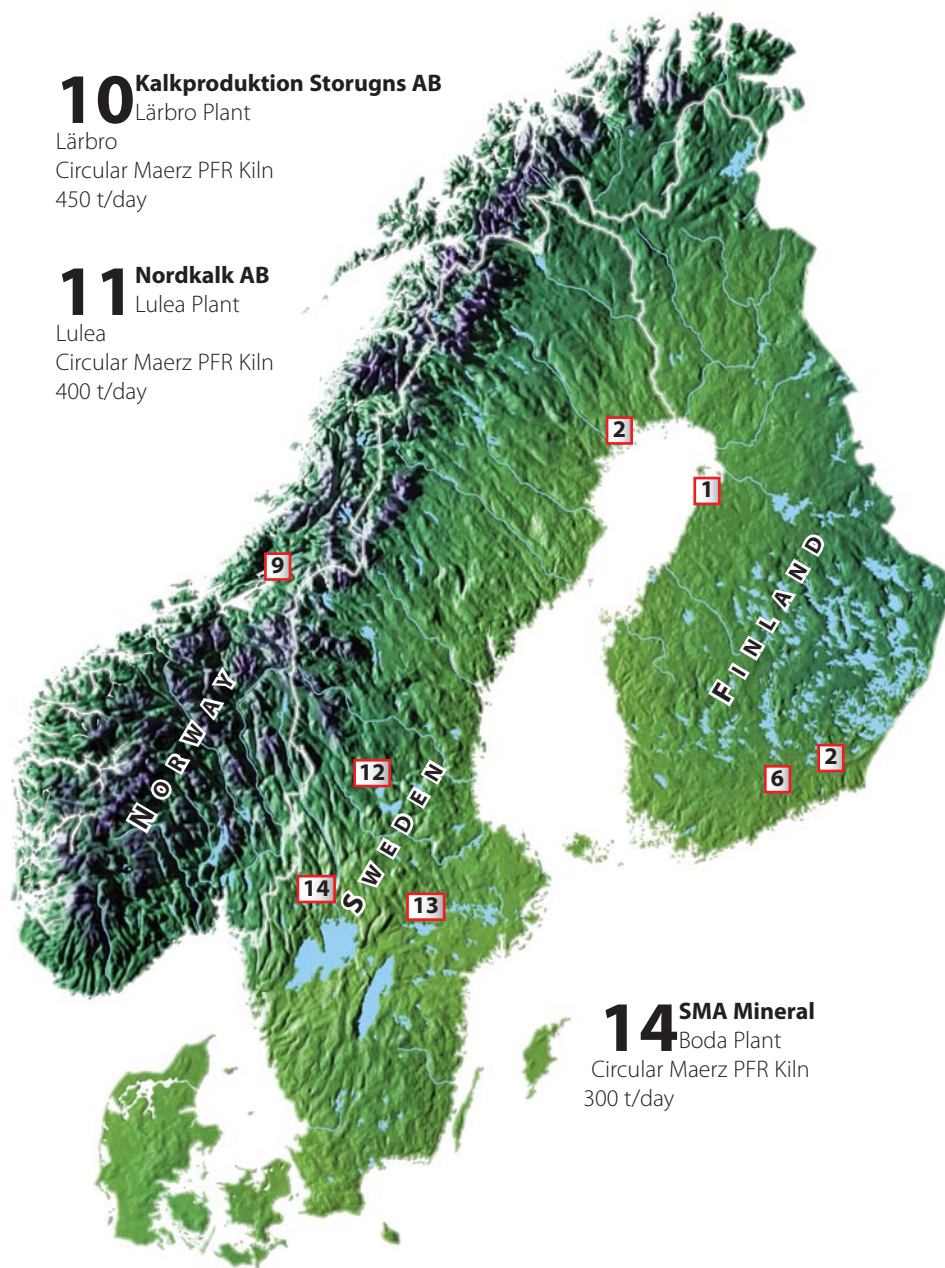 10 Kalkproduktion Storugns AB
Lärbro Plant
Lärbro
Circular Maerz PFR Kiln
450 t/day
11 Nordkalk AB
Lulea Plant
Lulea
Circular Maerz PFR Kiln
400 t/day
2
1
9
FINLAND
NORWAY
12
SWEDEN
6
2
14
13
14 SMA Mineral
Boda Plant
Circular Maerz PFR Kiln
300 t/day